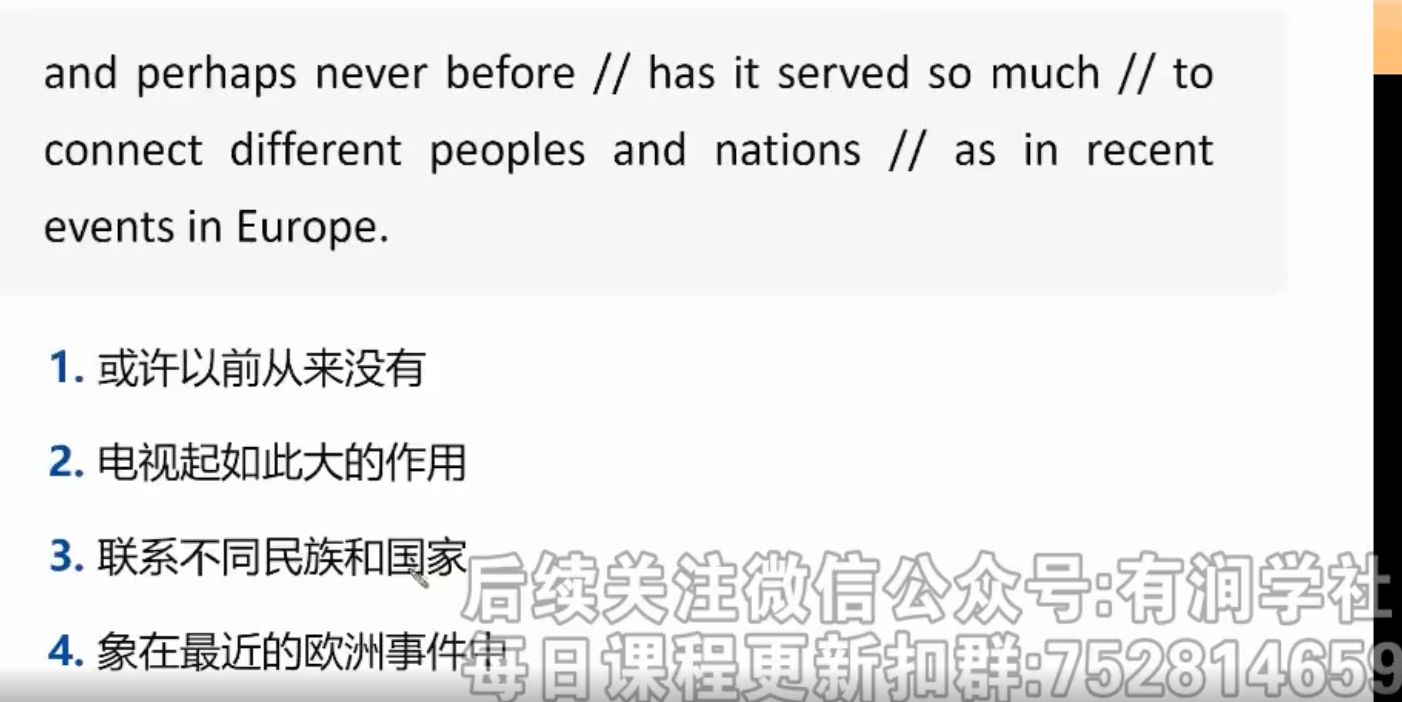 and perhaps never before // has it served so much // to
connect different peoples and nations // as in recent
events in Europe.
1. 或许以前从来没有
2. 电视起如此大的作用
3. 联系不同民族和国家
4. 象在最近的欧洲事件中
后续关注微信公众号:有润学社
每日课程更新扣群:752814659